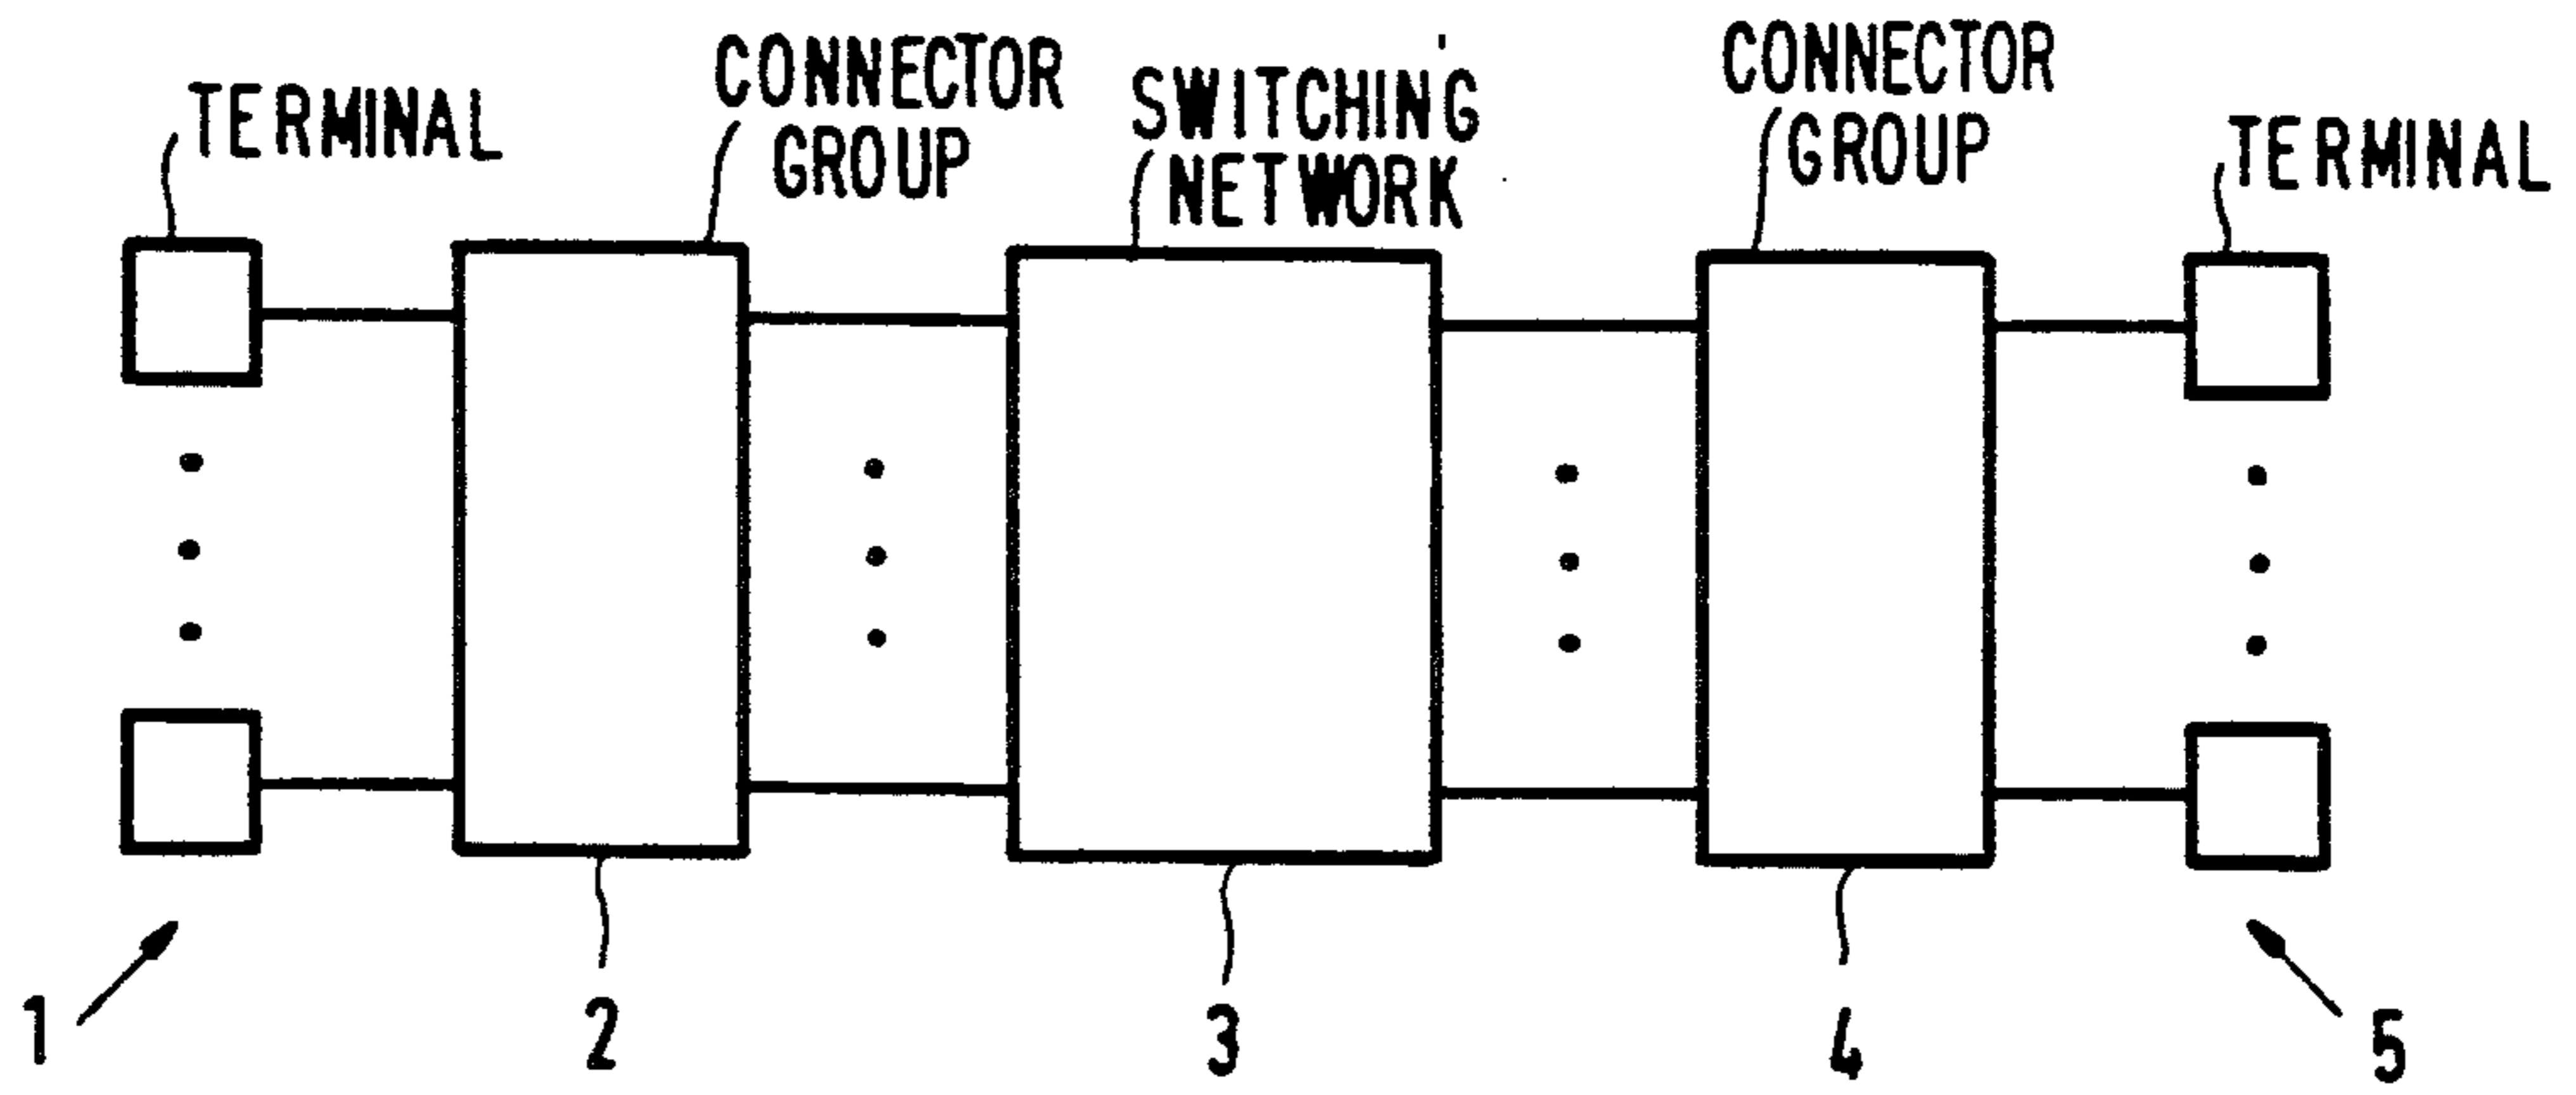 TERMINAL
CONNECTOR
GROUP
SWITCHING
NETWORK
CONNECTOR
GROUP
TERMINAL
1
2
3
4
5